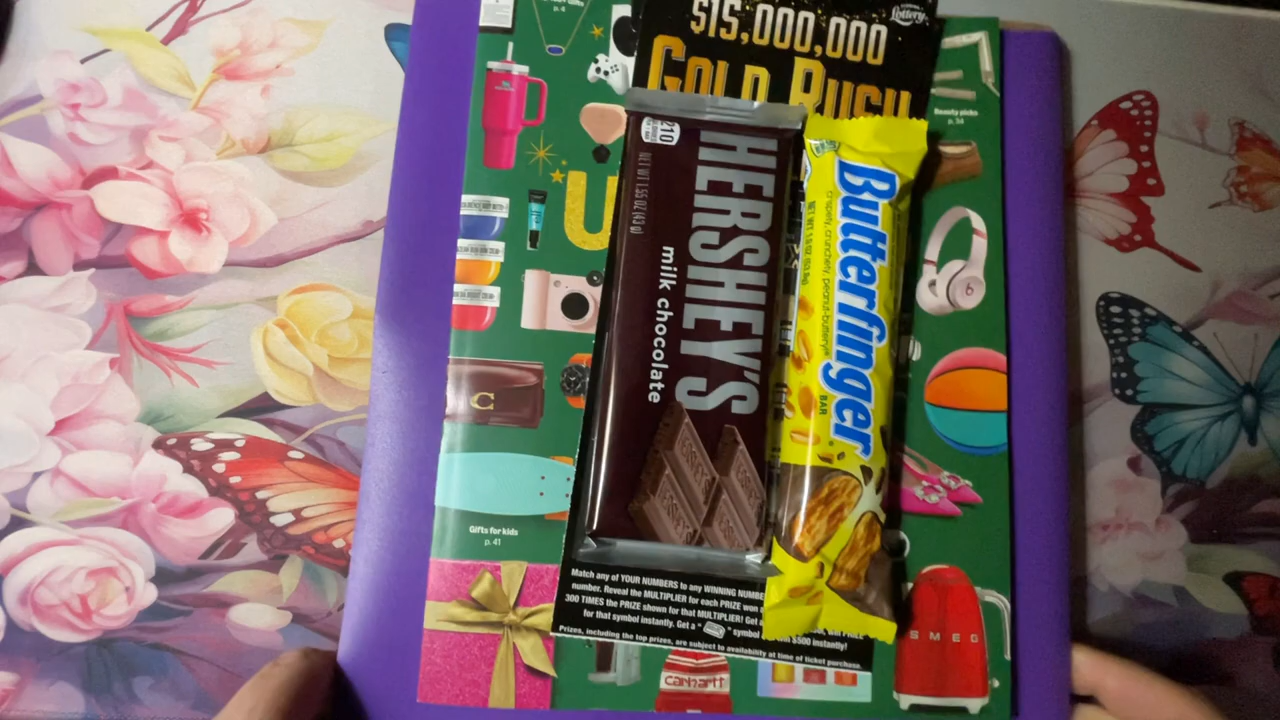 p. 6
Lottery
$15,000,000
GOLD RUSH
Beauty picks
p. 34
210
NET WT 1.55 OZ (43 g)
HERSHEY'S
milk chocolate
Butterfinger
crispety, crunchety, peanut-buttery!
BAR
U
C
b
Gifts for kids
p. 41
Match any of YOUR NUMBERS to any WINNING
number. Reveal the MULTIPLIER for each PRIZE won
300 TIMES the PRIZE shown for that MULTIPLIER! Get a
for that symbol instantly. Get a " " symbol
win $500 instantly!
Prizes, including the top prizes, are subject to availability at time of ticket purchase.
SMEG
carhartt